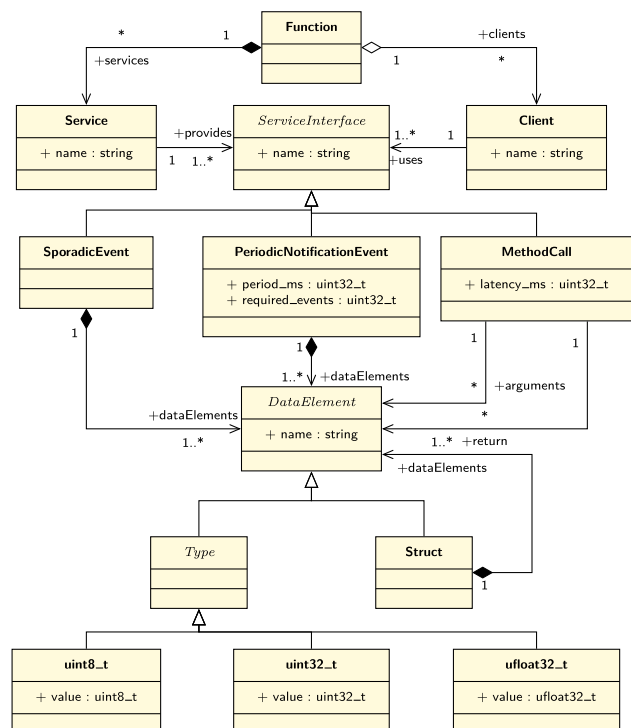 Function
* 1
+services
+clients
1 *
Service
+ name : string
ServiceInterface
+ name : string
Client
+ name : string
+provides
1 1..*
1..* 1
+uses
SporadicEvent
PeriodicNotificationEvent
+ period_ms : uint32_t
+ required_events : uint32_t
MethodCall
+ latency_ms : uint32_t
1
1
1
1
1..* +dataElements
* +arguments
DataElement
+ name : string
+dataElements
1..*
*
1..* +return
+dataElements
Type
Struct
1
uint8_t
+ value : uint8_t
uint32_t
+ value : uint32_t
ufloat32_t
+ value : ufloat32_t